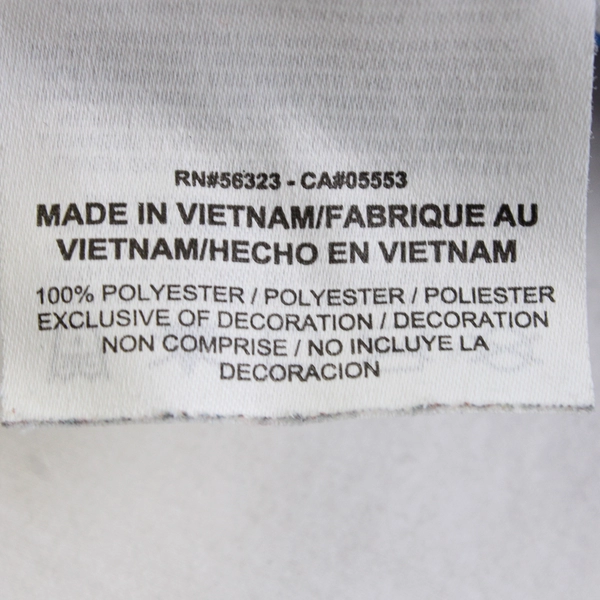 RN#56323 - CA#05553
MADE IN VIETNAM/FABRIQUE AU
VIETNAM/HECHO EN VIETNAM
100% POLYESTER / POLYESTER / POLIESTER
EXCLUSIVE OF DECORATION / DECORATION
NON COMPRISE / NO INCLUYE LA
DECORACION